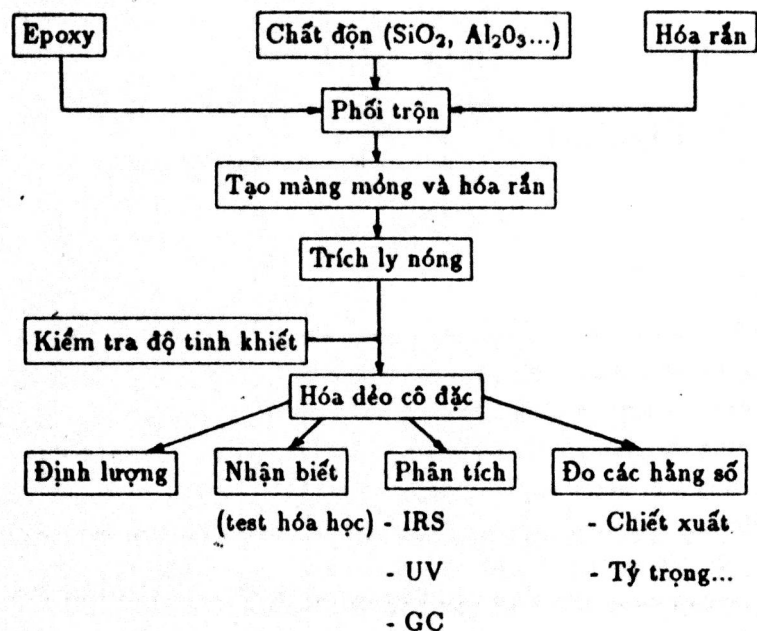 Epoxy
Chất độn (SiO₂, Al₂0₃...)
Hóa rắn
Phối trộn
Tạo màng mỏng và hóa rắn
Trích ly nóng
Kiểm tra độ tinh khiết
Hóa dẻo cô đặc
Định lượng
Nhận biết
Phân tích
Đo các hằng số
(test hóa học)
- IRS
- Chiết xuất
- UV
- Tỷ trọng...
- GC